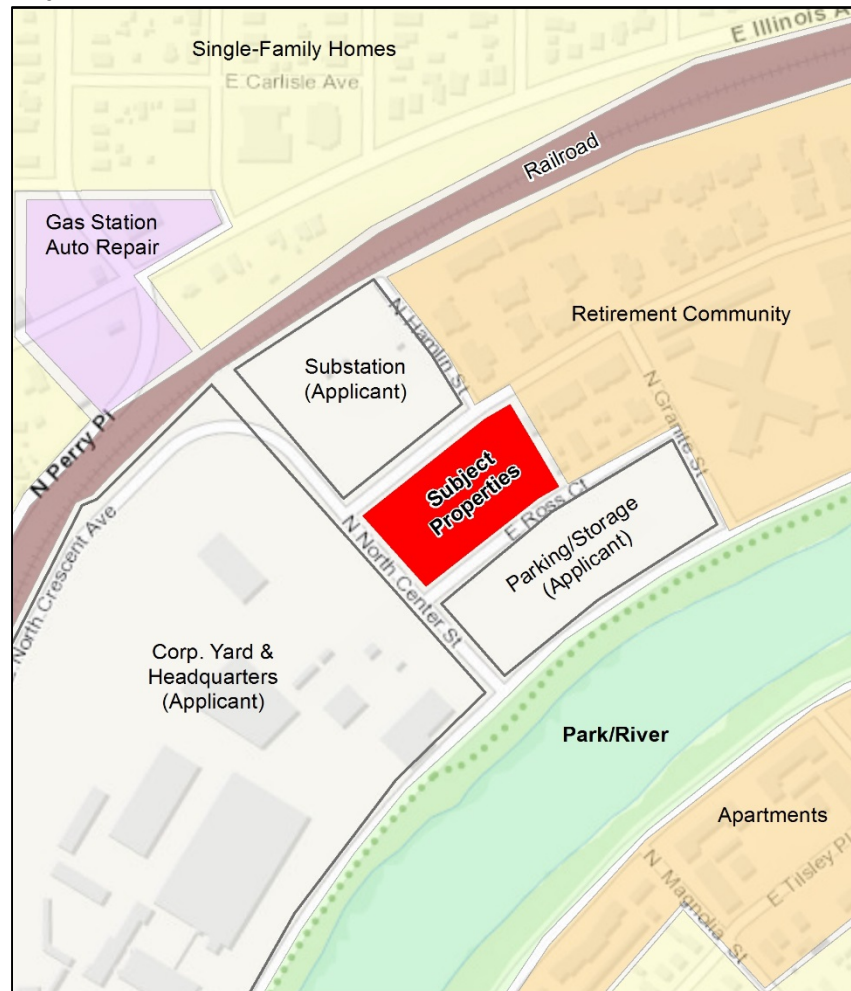 Single-Family Homes
E Illinois A
E Carlisle Ave
Railroad
Gas Station
Auto Repair
Retirement Community
N Hamlin St
Substation
(Applicant)
N Granite St
N Perry Pl
Subject
Properties
E Ross Ct
Parking/Storage
(Applicant)
N North Center St
North Crescent Ave
Corp. Yard &
Headquarters
(Applicant)
Park/River
Apartments
E Tilsley Pl
N Magnolia St